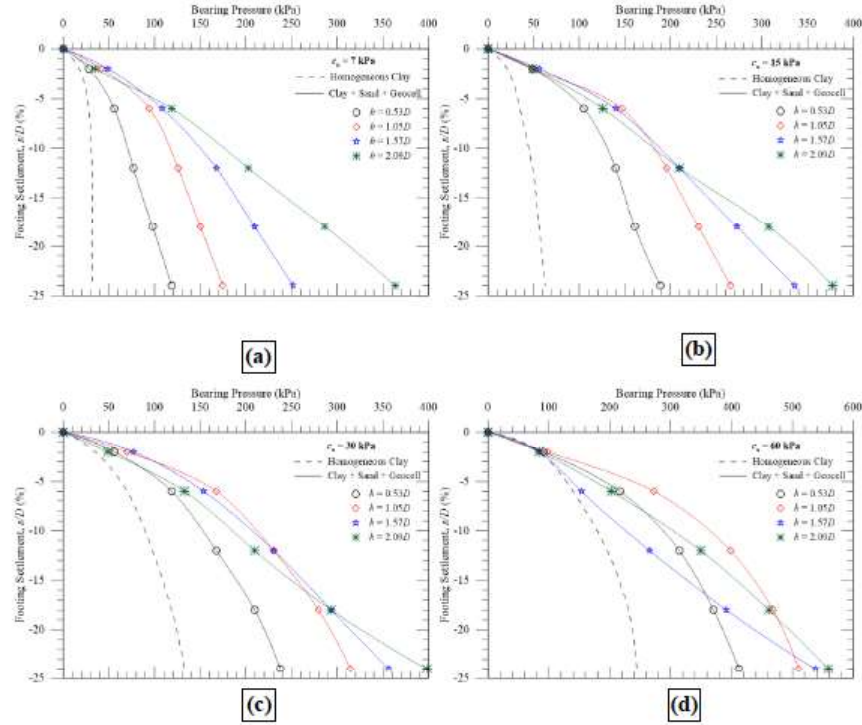 Bearing Pressure (kPa)
0 50 100 150 200 250 300 350 400
Footing Settlement, z/D (%)
0
-5
-10
-15
-20
-25
cu = 7 kPa
Homogeneous Clay
Clay + Sand + Geocell
h = 0.53D
h = 1.05D
h = 1.57D
h = 2.09D
(a)
Bearing Pressure (kPa)
0 50 100 150 200 250 300 350 400
Footing Settlement, z/D (%)
0
-5
-10
-15
-20
-25
cu = 15 kPa
Homogeneous Clay
Clay + Sand + Geocell
h = 0.53D
h = 1.05D
h = 1.57D
h = 2.09D
(b)
Bearing Pressure (kPa)
0 50 100 150 200 250 300 350 400
Footing Settlement, z/D (%)
0
-5
-10
-15
-20
-25
cu = 30 kPa
Homogeneous Clay
Clay + Sand + Geocell
h = 0.53D
h = 1.05D
h = 1.57D
h = 2.09D
(c)
Bearing Pressure (kPa)
0 100 200 300 400 500 600
Footing Settlement, z/D (%)
0
-5
-10
-15
-20
-25
cu = 60 kPa
Homogeneous Clay
Clay + Sand + Geocell
h = 0.53D
h = 1.05D
h = 1.57D
h = 2.09D
(d)